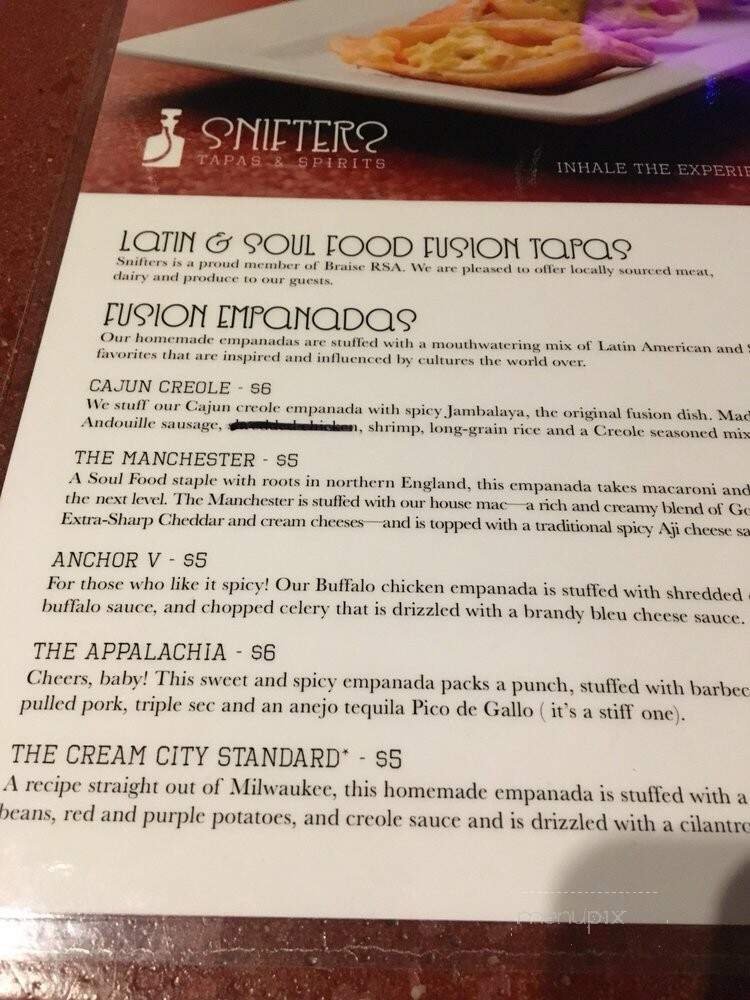 SNIFTERS
TAPAS & SPIRITS
INHALE THE
LATIN & SOUL FOOD FUSION TAPAS
Snifters is a proud member of Braise RSA. We are pleased to offer locally sourced meat,
dairy and produce to our guests.
FUSION EMPANADAS
Our homemade empanadas are stuffed with a mouthwatering mix of Latin American and
favorites that are inspired and influenced by cultures the world over.
CAJUN CREOLE - $6
We stuff our Cajun creole empanada with spicy Jambalaya, the original fusion dish.
Andouille sausage, shrimp, long-grain rice and a Creole seasoned mix
THE MANCHESTER - $5
A Soul Food staple with roots in northern England, this empanada takes macaroni and
the next level. The Manchester is stuffed with our house mac—a rich and creamy blend of
Extra-Sharp Cheddar and cream cheeses—and is topped with a traditional spicy Aji cheese
ANCHOR V - $5
For those who like it spicy! Our Buffalo chicken empanada is stuffed with shredded
buffalo sauce, and chopped celery that is drizzled with a brandy bleu cheese sauce.
THE APPALACHIA - $6
Cheers, baby! This sweet and spicy empanada packs a punch, stuffed with
pulled pork, triple sec and an anejo tequila Pico de Gallo ( it's a stiff one).
THE CREAM CITY STANDARD* - $5
A recipe straight out of Milwaukee, this homemade empanada is stuffed with a
beans, red and purple potatoes, and creole sauce and is drizzled with a
menupix